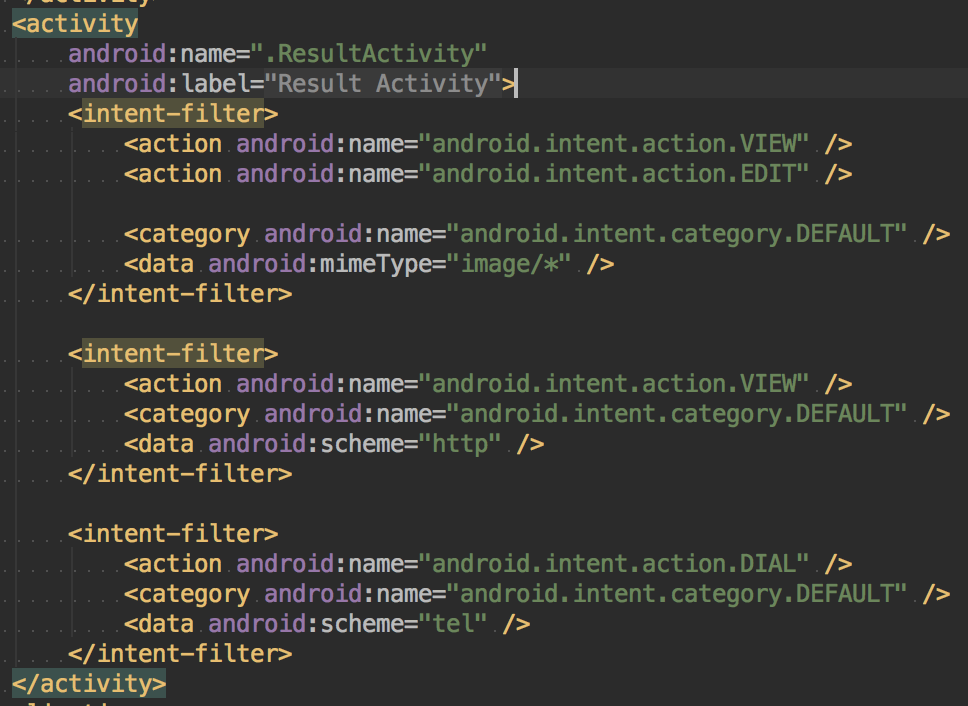 <activity
android:name=".ResultActivity"
android:label="Result Activity">
<intent-filter>
<action android:name="android.intent.action.VIEW" />
<action android:name="android.intent.action.EDIT" />
<category android:name="android.intent.category.DEFAULT" />
<data android:mimeType="image/*" />
</intent-filter>
<intent-filter>
<action android:name="android.intent.action.VIEW" />
<category android:name="android.intent.category.DEFAULT" />
<data android:scheme="http" />
</intent-filter>
<intent-filter>
<action android:name="android.intent.action.DIAL" />
<category android:name="android.intent.category.DEFAULT" />
<data android:scheme="tel" />
</intent-filter>
</activity>